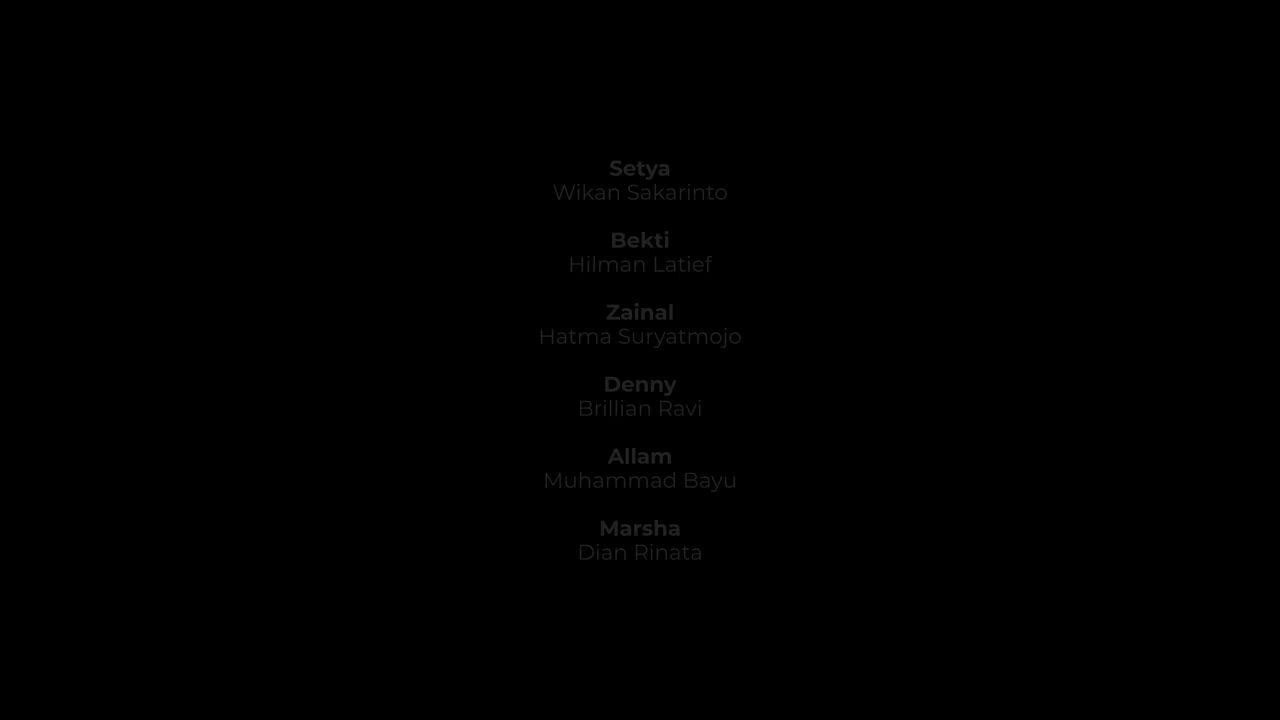 Setya
Wikan Sakarinto
Bekti
Hilman Latief
Zainal
Hatma Suryatmojo
Denny
Brillian Ravi
Allam
Muhammad Bayu
Marsha
Dian Rinata